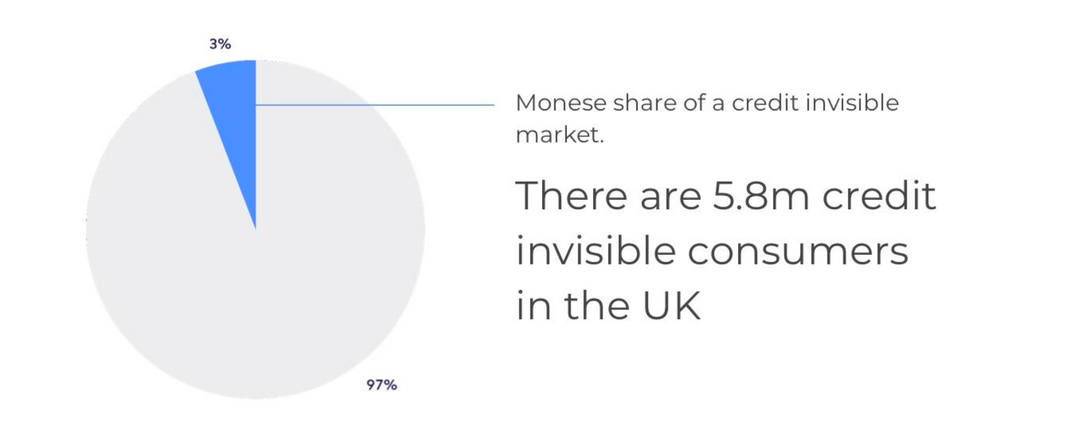 3%
Monese share of a credit invisible
market.
There are 5.8m credit
invisible consumers
in the UK
97%